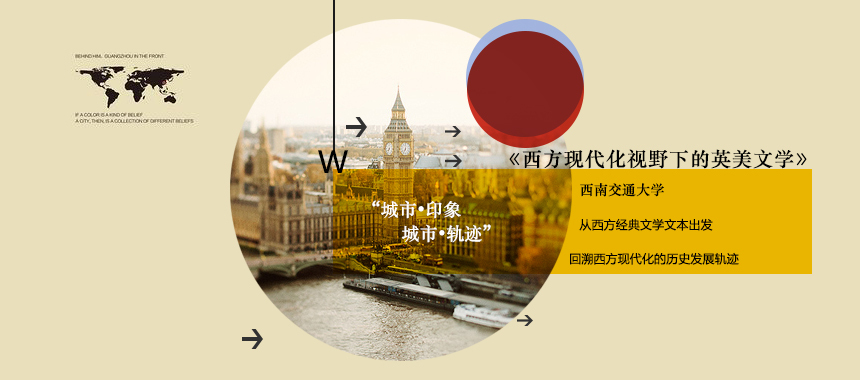 BEHIND HIM, GUANGZHOU IN THE FRONT
IF A COLOR IS A KIND OF BELIEF
A CITY, THEN, IS A COLLECTION OF DIFFERENT BELIEFS
W
《西方现代化视野下的英美文学》
西南交通大学
“城市•印象
城市•轨迹”
从西方经典文学文本出发
回溯西方现代化的历史发展轨迹